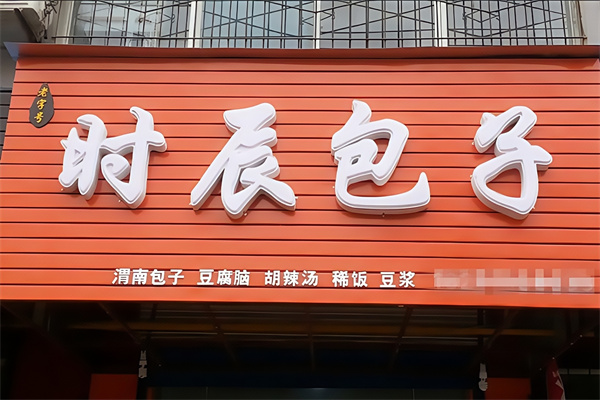 老字号
时辰包子
渭南包子 豆腐脑 胡辣汤 稀饭 豆浆